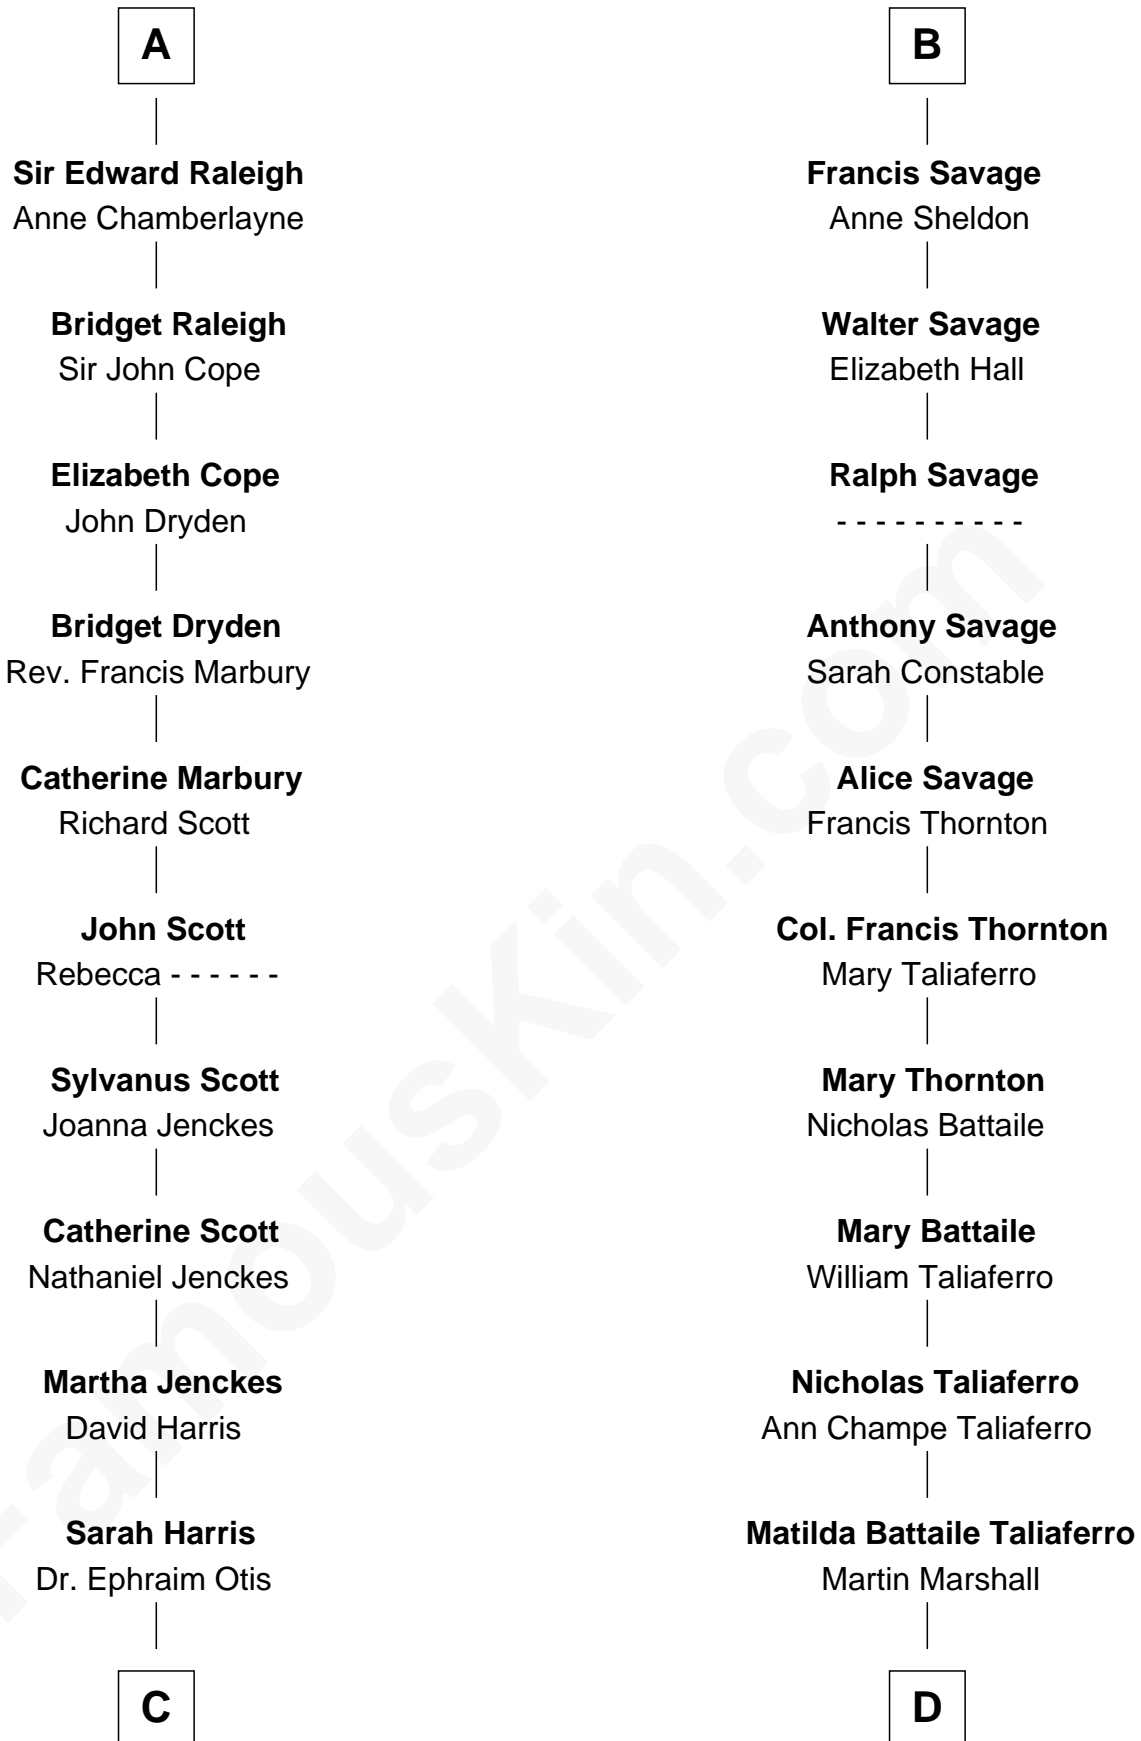 A
Sir Edward Raleigh
Anne Chamberlayne
Bridget Raleigh
Sir John Cope
Elizabeth Cope
John Dryden
Bridget Dryden
Rev. Francis Marbury
Catherine Marbury
Richard Scott
John Scott
Rebecca - - - - - -
Sylvanus Scott
Joanna Jenckes
Catherine Scott
Nathaniel Jenckes
Martha Jenckes
David Harris
Sarah Harris
Dr. Ephraim Otis
C
B
Francis Savage
Anne Sheldon
Walter Savage
Elizabeth Hall
Ralph Savage
- - - - - - - - - -
Anthony Savage
Sarah Constable
Alice Savage
Francis Thornton
Col. Francis Thornton
Mary Taliaferro
Mary Thornton
Nicholas Battaile
Mary Battaile
William Taliaferro
Nicholas Taliaferro
Ann Champe Taliaferro
Matilda Battaile Taliaferro
Martin Marshall
D
FamousKin.com